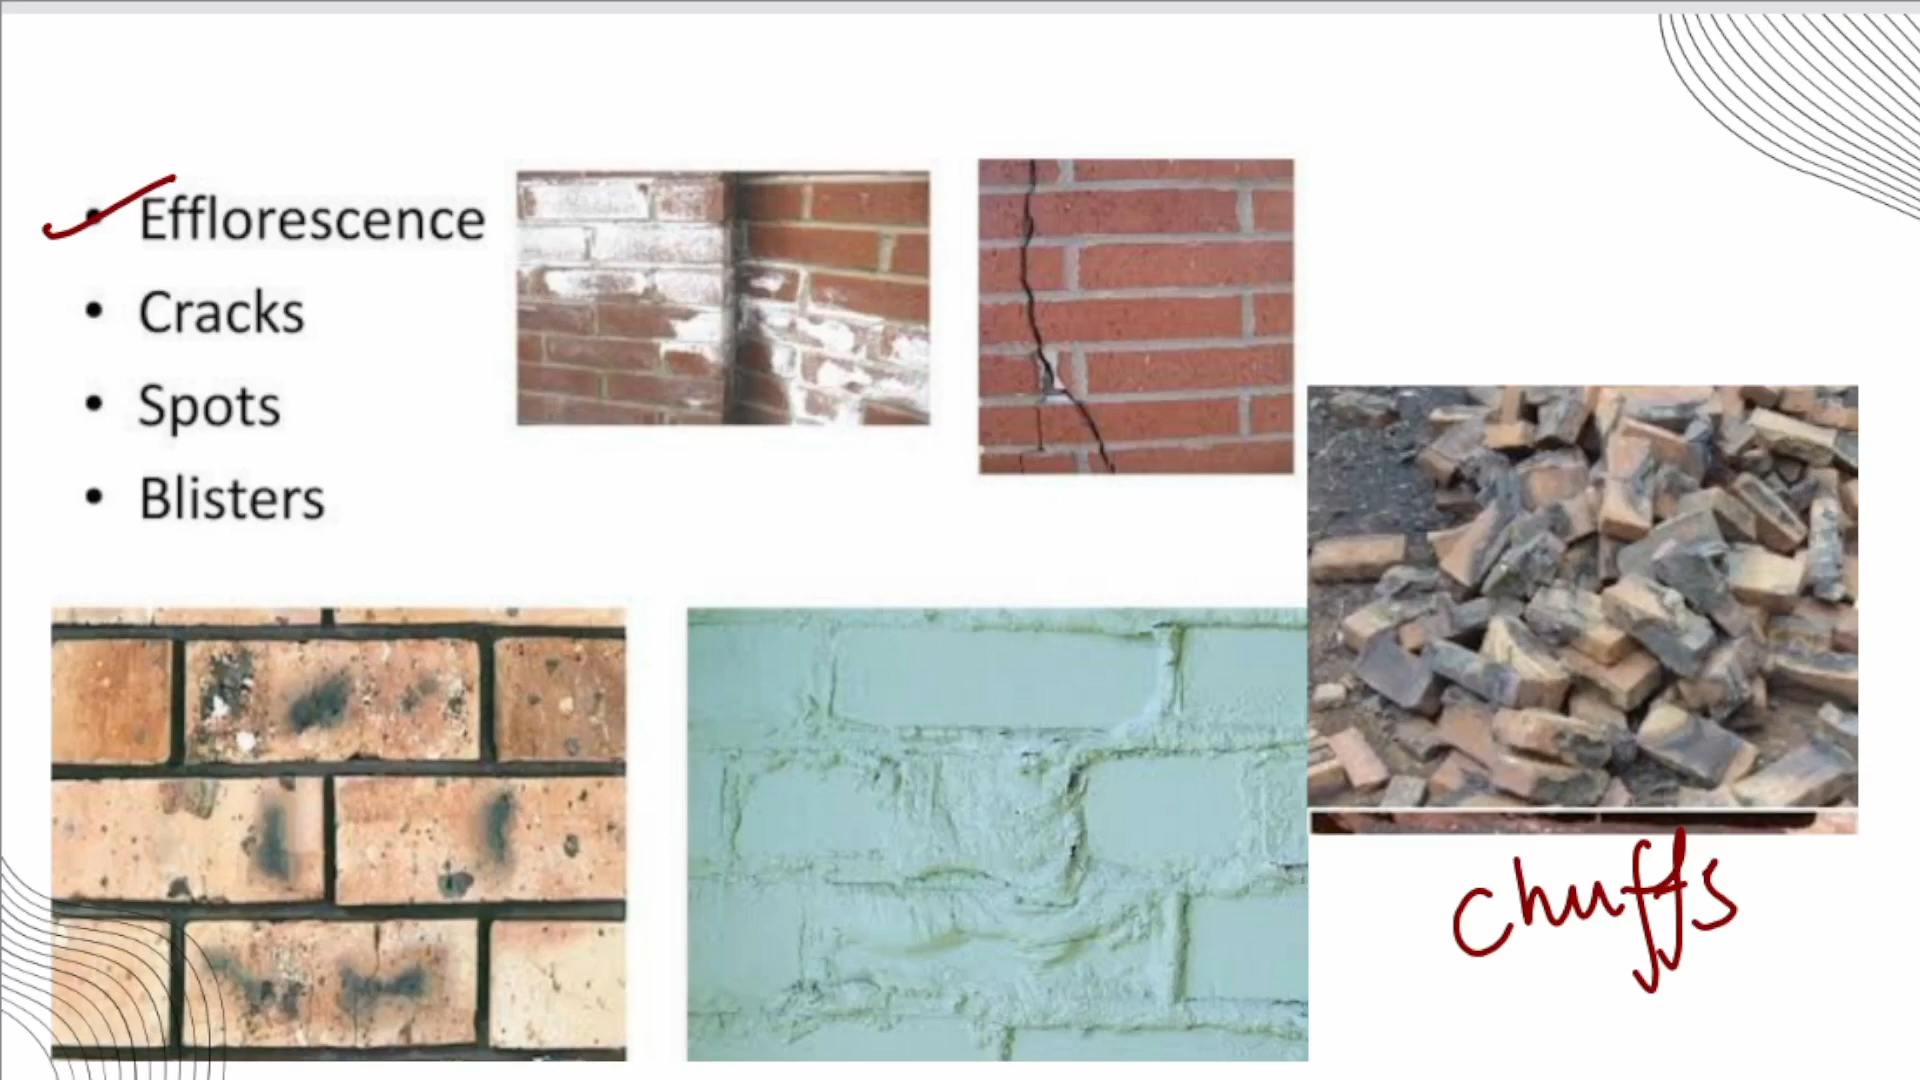 • Efflorescence
• Cracks
• Spots
• Blisters
chuffs